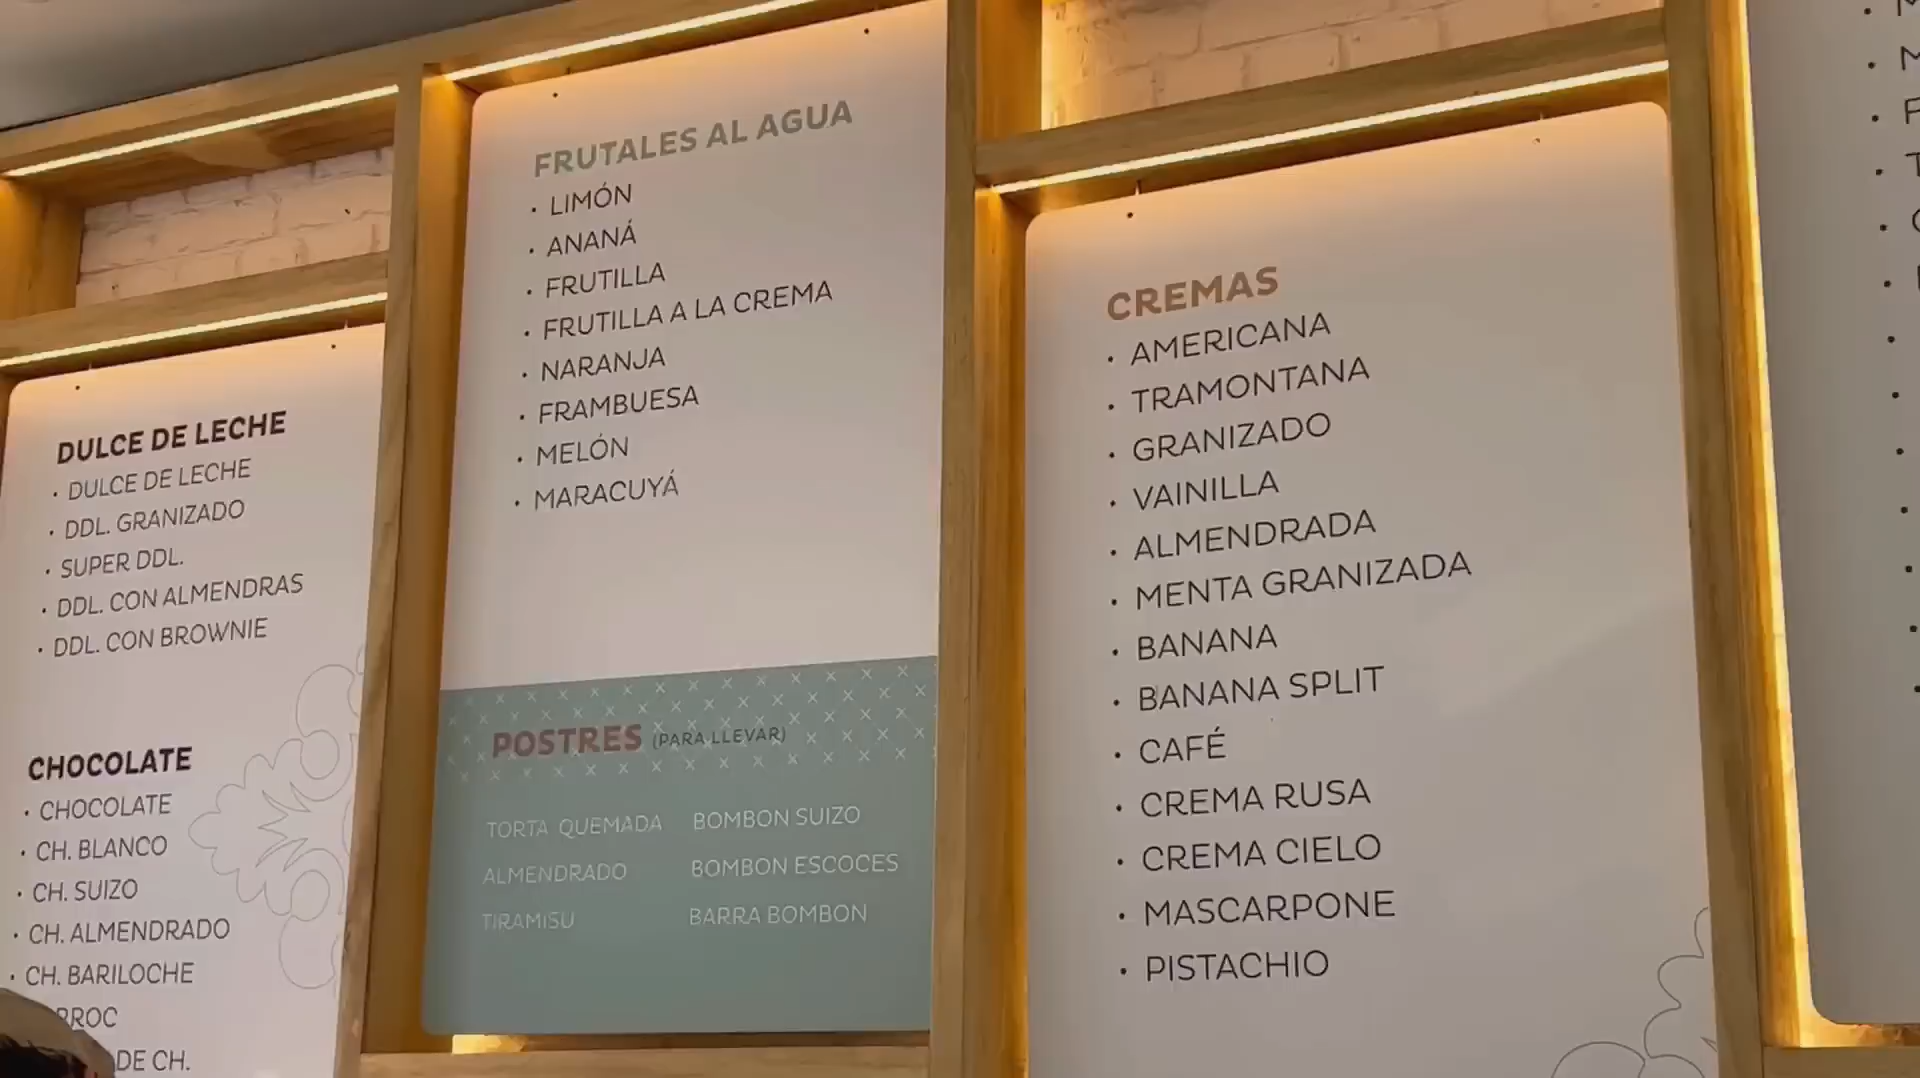 DULCE DE LECHE
• DULCE DE LECHE
• DDL. GRANIZADO
• SUPER DDL.
• DDL. CON ALMENDRAS
• DDL. CON BROWNIE
CHOCOLATE
• CHOCOLATE
• CH. BLANCO
• CH. SUIZO
• CH. ALMENDRADO
• CH. BARILOCHE
DE CH.
FRUTALES AL AGUA
• LIMÓN
• ANANÁ
• FRUTILLA
• FRUTILLA A LA CREMA
• NARANJA
• FRAMBUESA
• MELÓN
• MARACUYÁ
POSTRES (PARA LLEVAR)
TORTA QUEMADA BOMBON SUIZO
ALMENDRADO BOMBON ESCOCES
TIRAMISU BARRA BOMBON
CREMAS
• AMERICANA
• TRAMONTANA
• GRANIZADO
• VAINILLA
• ALMENDRADA
• MENTA GRANIZADA
• BANANA
• BANANA SPLIT
• CAFÉ
• CREMA RUSA
• CREMA CIELO
• MASCARPONE
• PISTACHIO